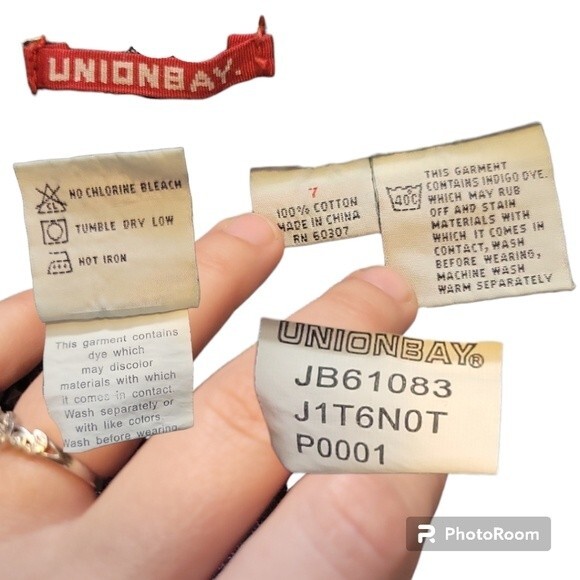 UNIONBAY.
NO CHLORINE BLEACH
TUMBLE DRY LOW
HOT IRON
This garment contains
dye which
may discolor
materials with which
it comes in contact.
Wash separately or
with like colors.
Wash before wearing.
7
100% COTTON
MADE IN CHINA
RN 60307
40C
THIS GARMENT
CONTAINS INDIGO DYE.
WHICH MAY RUB
OFF AND STAIN
MATERIALS WITH
WHICH IT COMES IN
CONTACT, WASH
BEFORE WEARING,
MACHINE WASH
WARM SEPARATELY
UNIONBAY®
JB61083
J1T6N0T
P0001
PhotoRoom